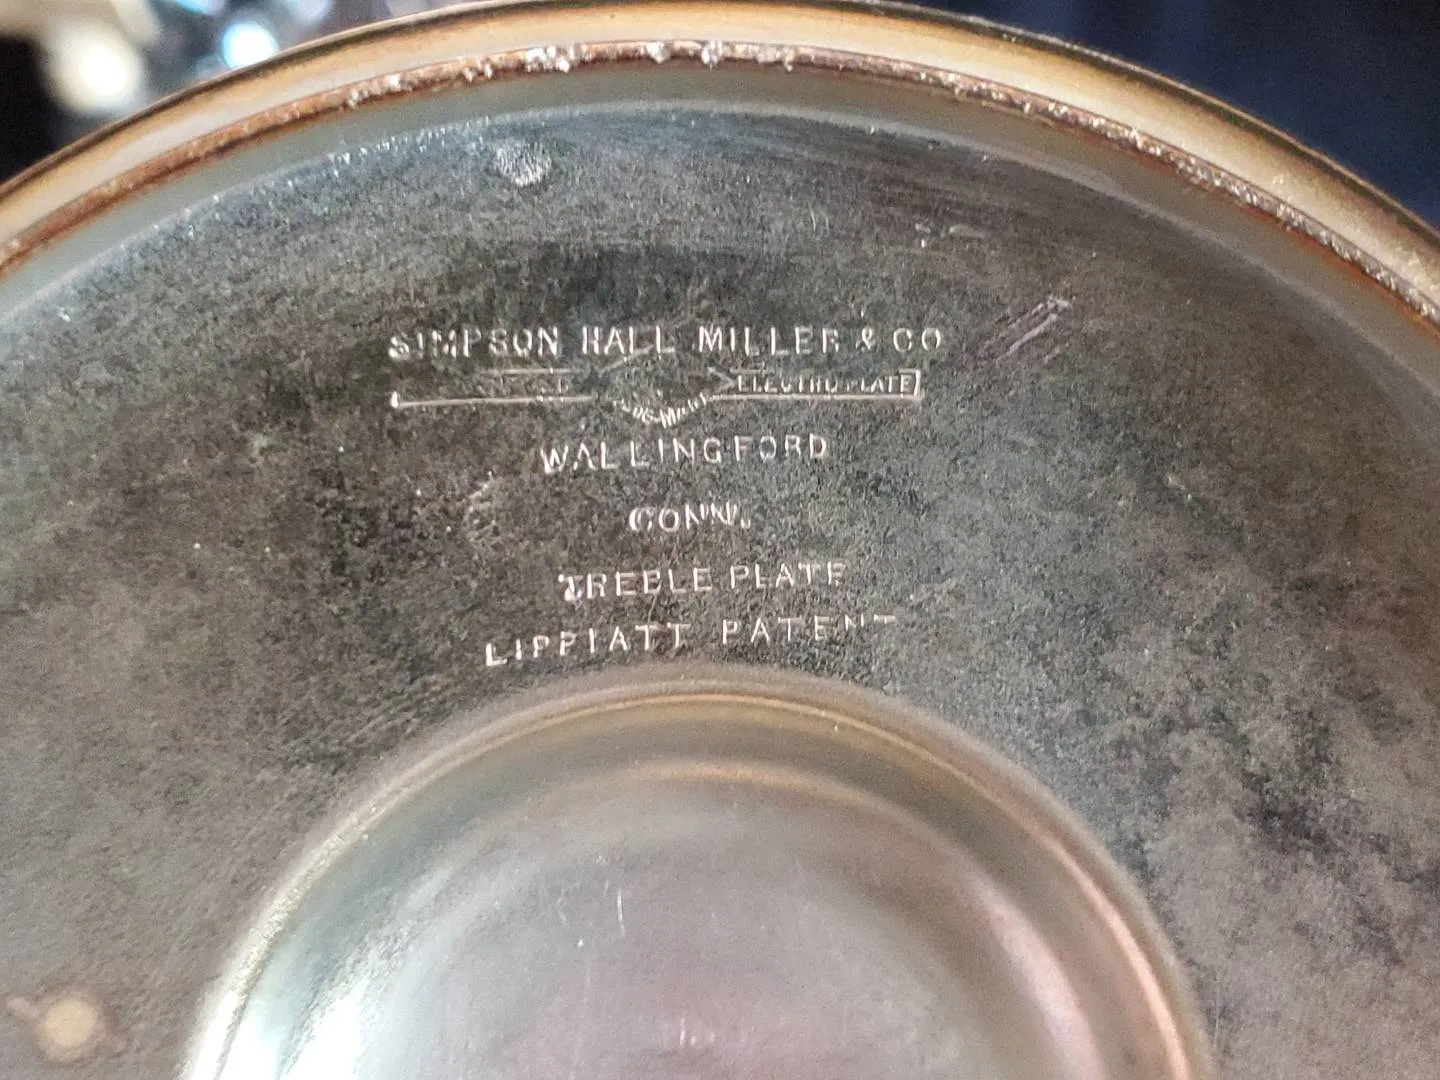 SIMPSON HALL MILLER & CO
ELECTRO PLATE
WALLINGFORD
CONN.
TREBLE PLATE
LIPPIATT PATENT